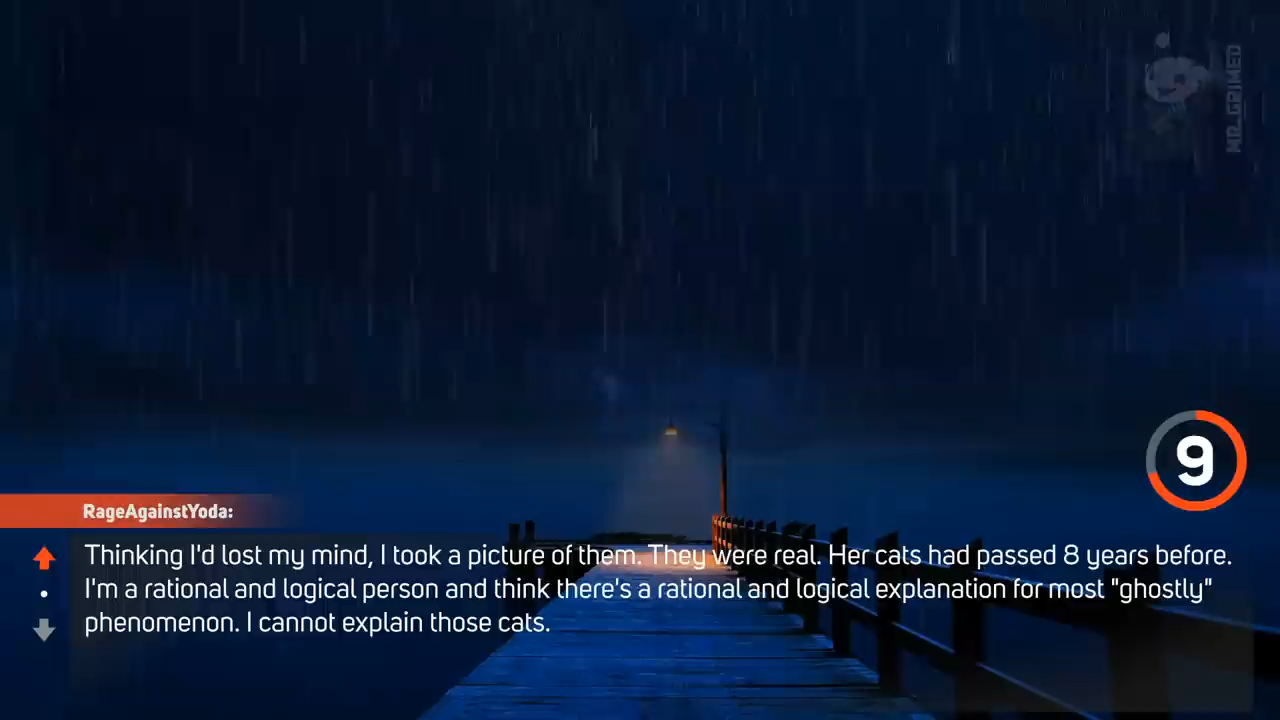 MR_GRIMED
9
RageAgainstYoda:
Thinking I'd lost my mind, I took a picture of them. They were real. Her cats had passed 8 years before.
I'm a rational and logical person and think there's a rational and logical explanation for most "ghostly"
phenomenon. I cannot explain those cats.